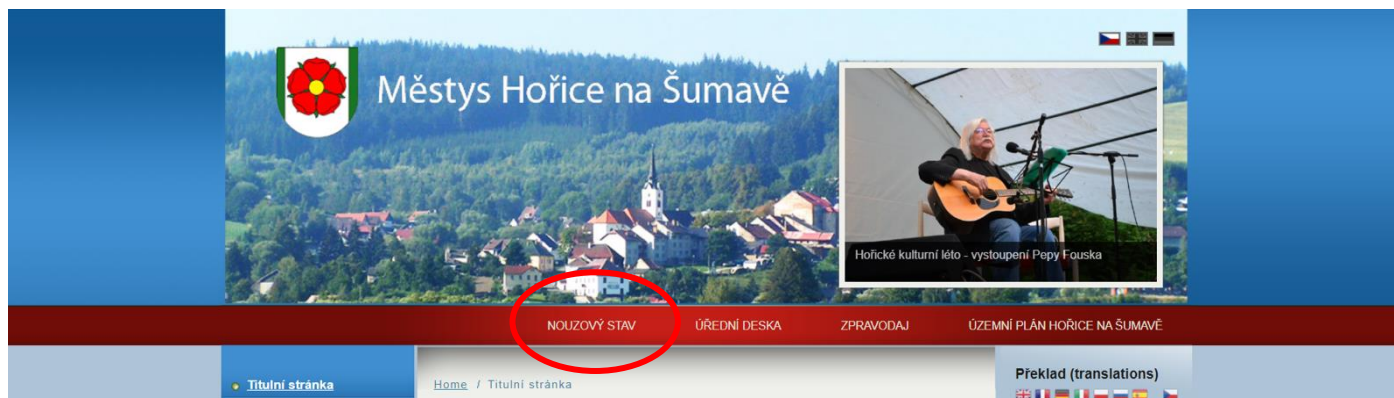 Městys Hořice na Šumavě
Hořické kulturní léto - vystoupení Pepy Fouska
NOUZOVÝ STAV ÚŘEDNÍ DESKA ZPRAVODAJ ÚZEMNÍ PLÁN HOŘICE NA ŠUMAVĚ
Titulní stránka
Home / Titulní stránka
Překlad (translations)